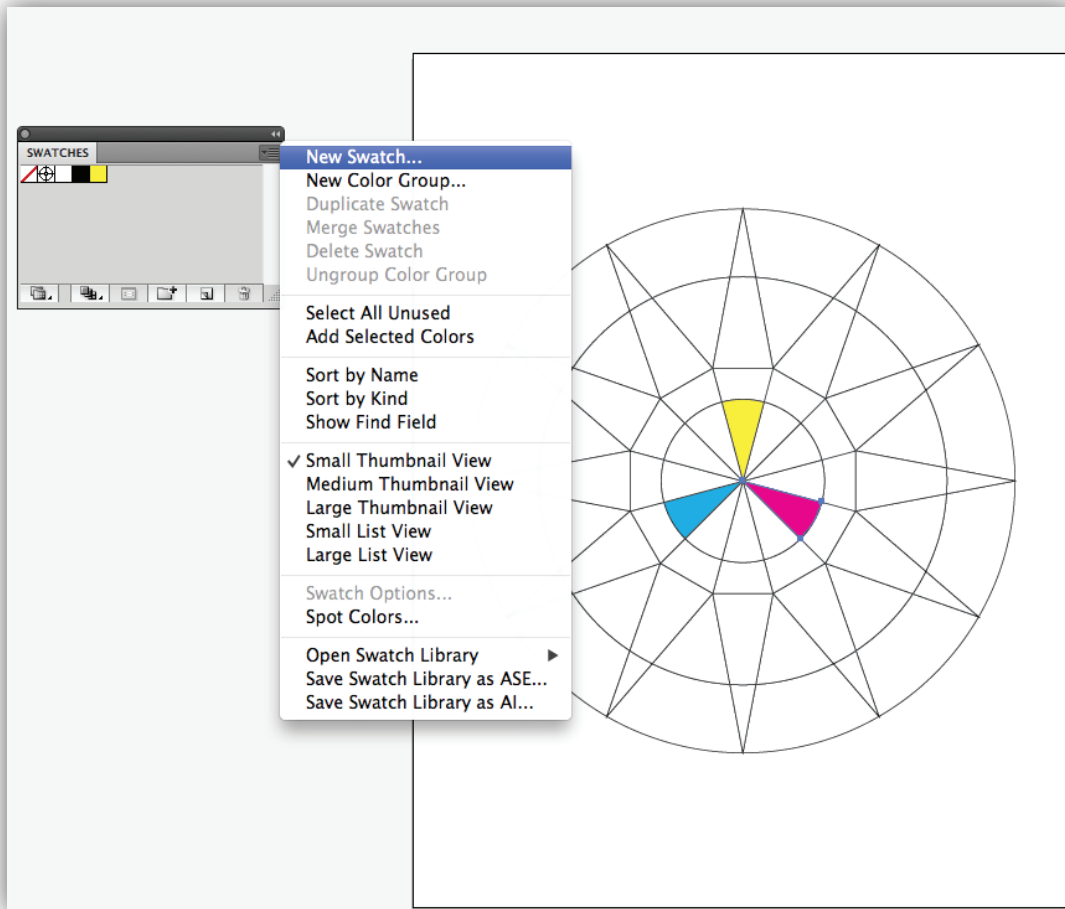 SWATCHES
New Swatch...
New Color Group...
Duplicate Swatch
Merge Swatches
Delete Swatch
Ungroup Color Group
Select All Unused
Add Selected Colors
Sort by Name
Sort by Kind
Show Find Field
Small Thumbnail View
Medium Thumbnail View
Large Thumbnail View
Small List View
Large List View
Swatch Options...
Spot Colors...
Open Swatch Library
Save Swatch Library as ASE...
Save Swatch Library as AI...